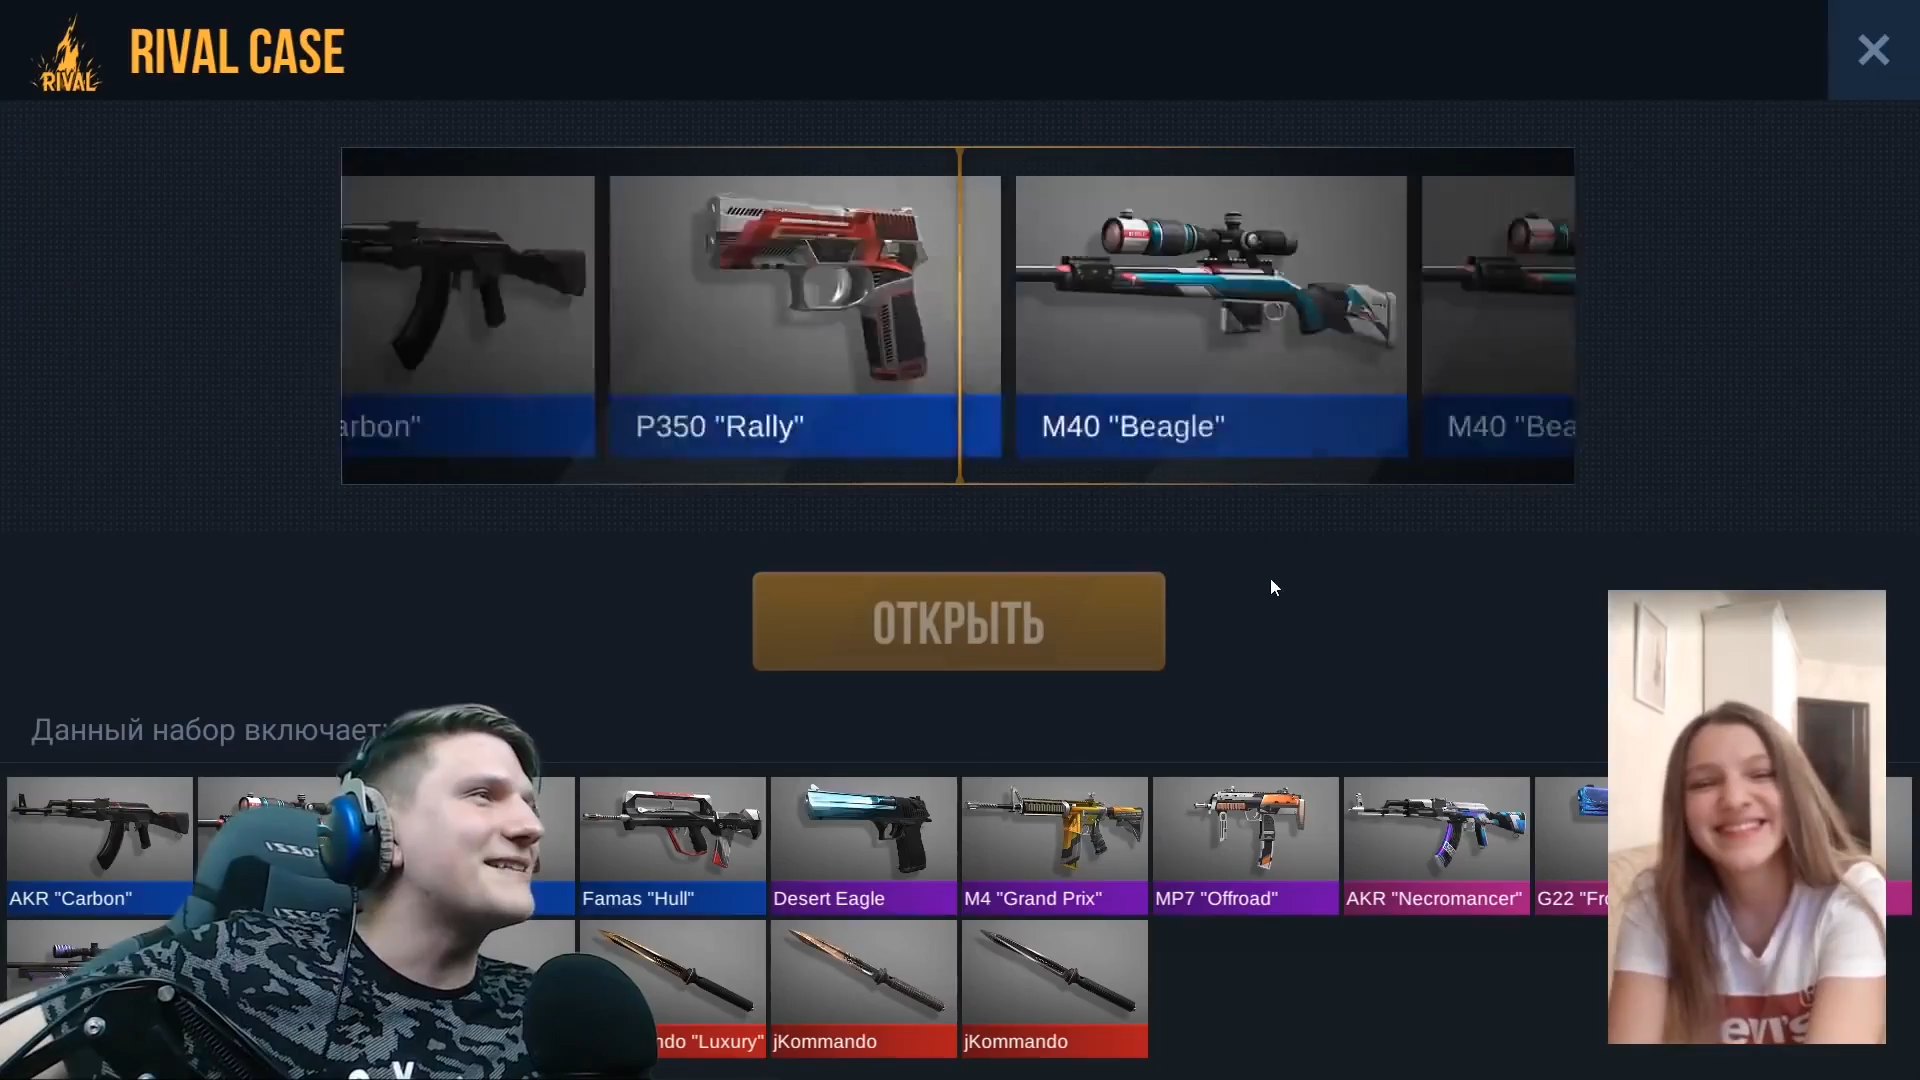 RIVAL
RIVAL CASE
arbon"
P350 "Rally"
M40 "Beagle"
M40 "Bea
ОТКРЫТЬ
Данный набор включает:
AKR "Carbon"
Famas "Hull"
Desert Eagle
M4 "Grand Prix"
MP7 "Offroad"
AKR "Necromancer"
G22 "Fro
ndo "Luxury"
jKommando
jKommando